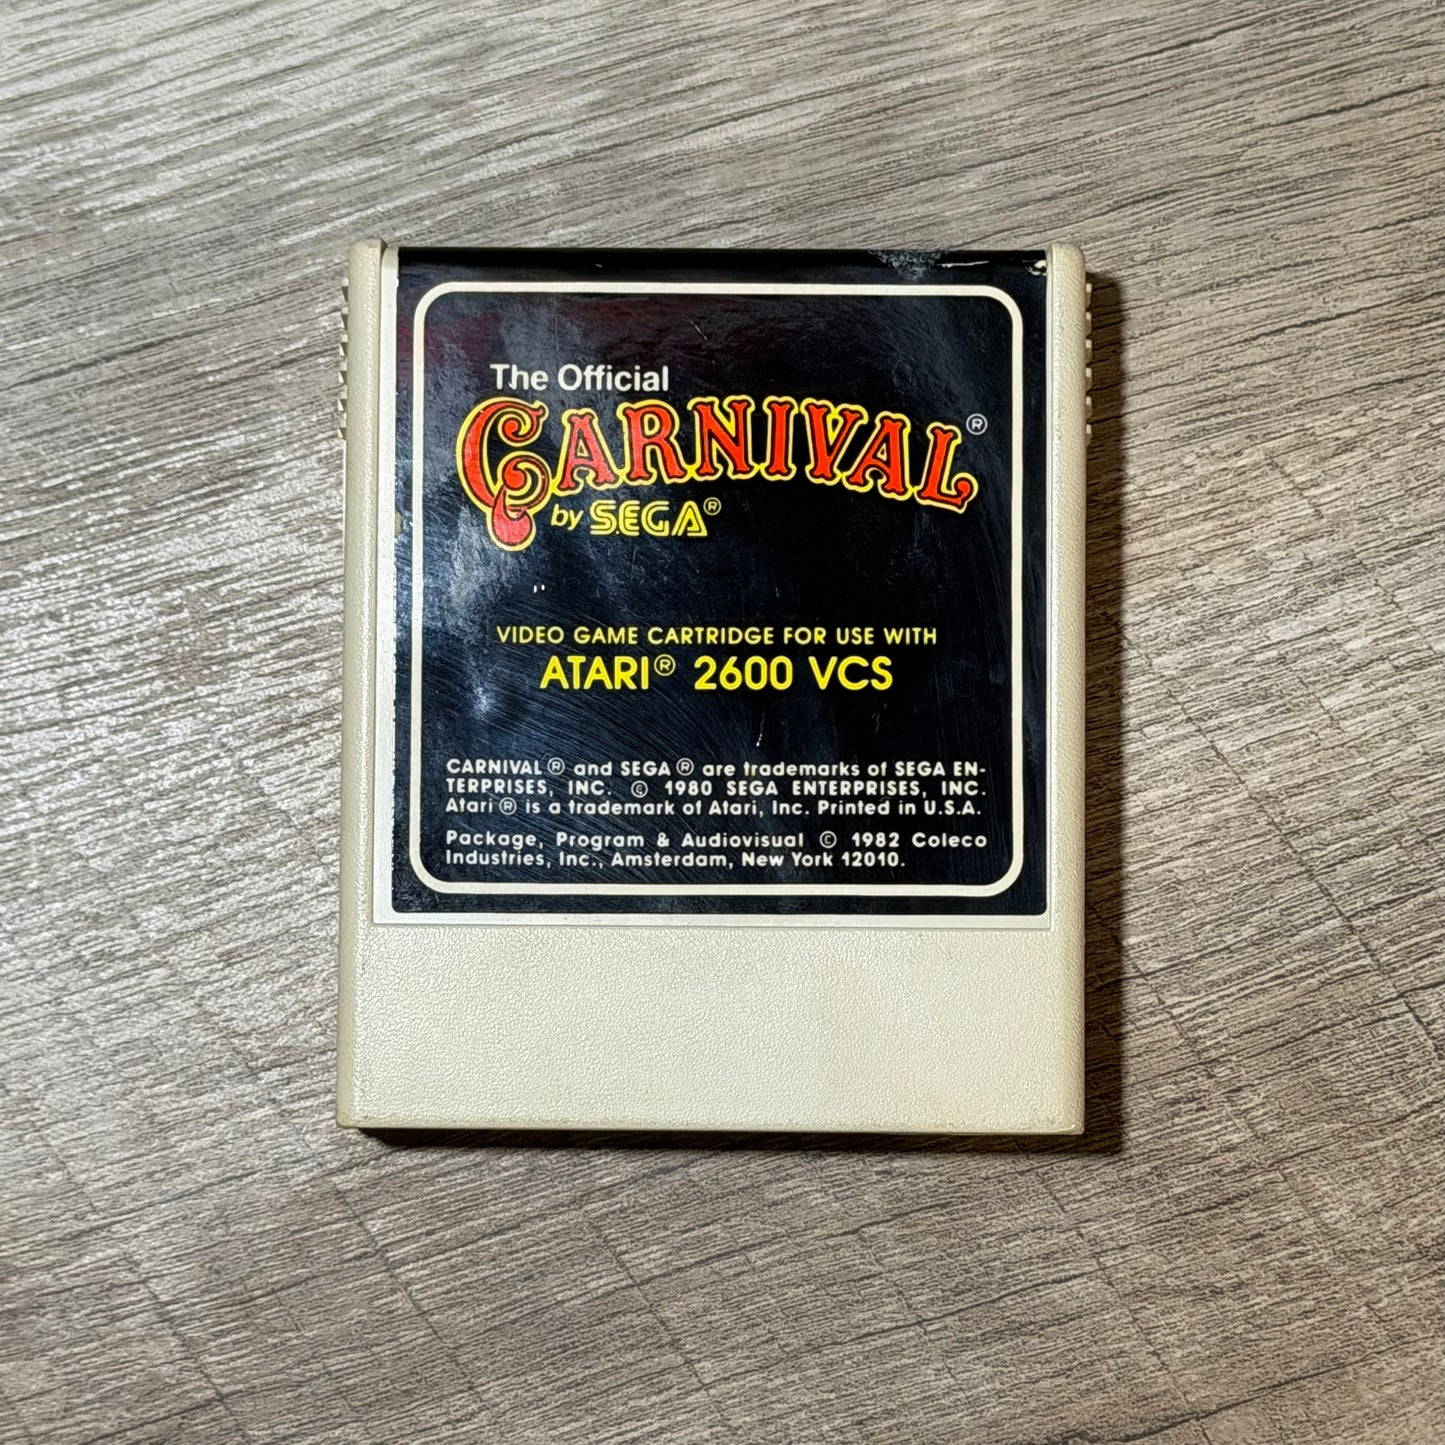 The Official
CARNIVAL®
by SEGA®
VIDEO GAME CARTRIDGE FOR USE WITH
ATARI® 2600 VCS
CARNIVAL® and SEGA® are trademarks of SEGA EN-
TERPRISES, INC. © 1980 SEGA ENTERPRISES, INC.
Atari® is a trademark of Atari, Inc. Printed in U.S.A.
Package, Program & Audiovisual © 1982 Coleco
Industries, Inc., Amsterdam, New York 12010.